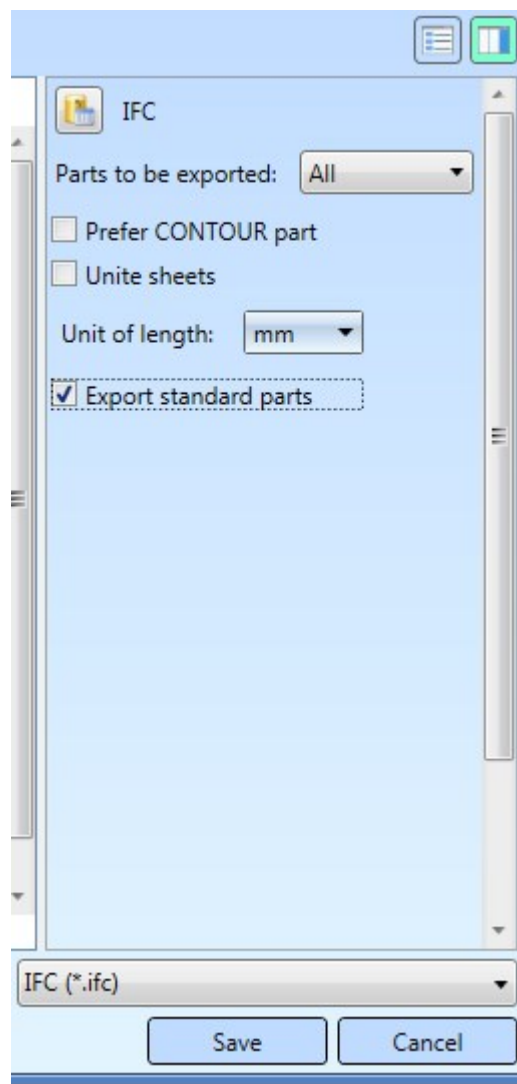 IFC
Parts to be exported: All
Prefer CONTOUR part
Unite sheets
Unit of length: mm
Export standard parts
IFC (*.ifc)
Save Cancel